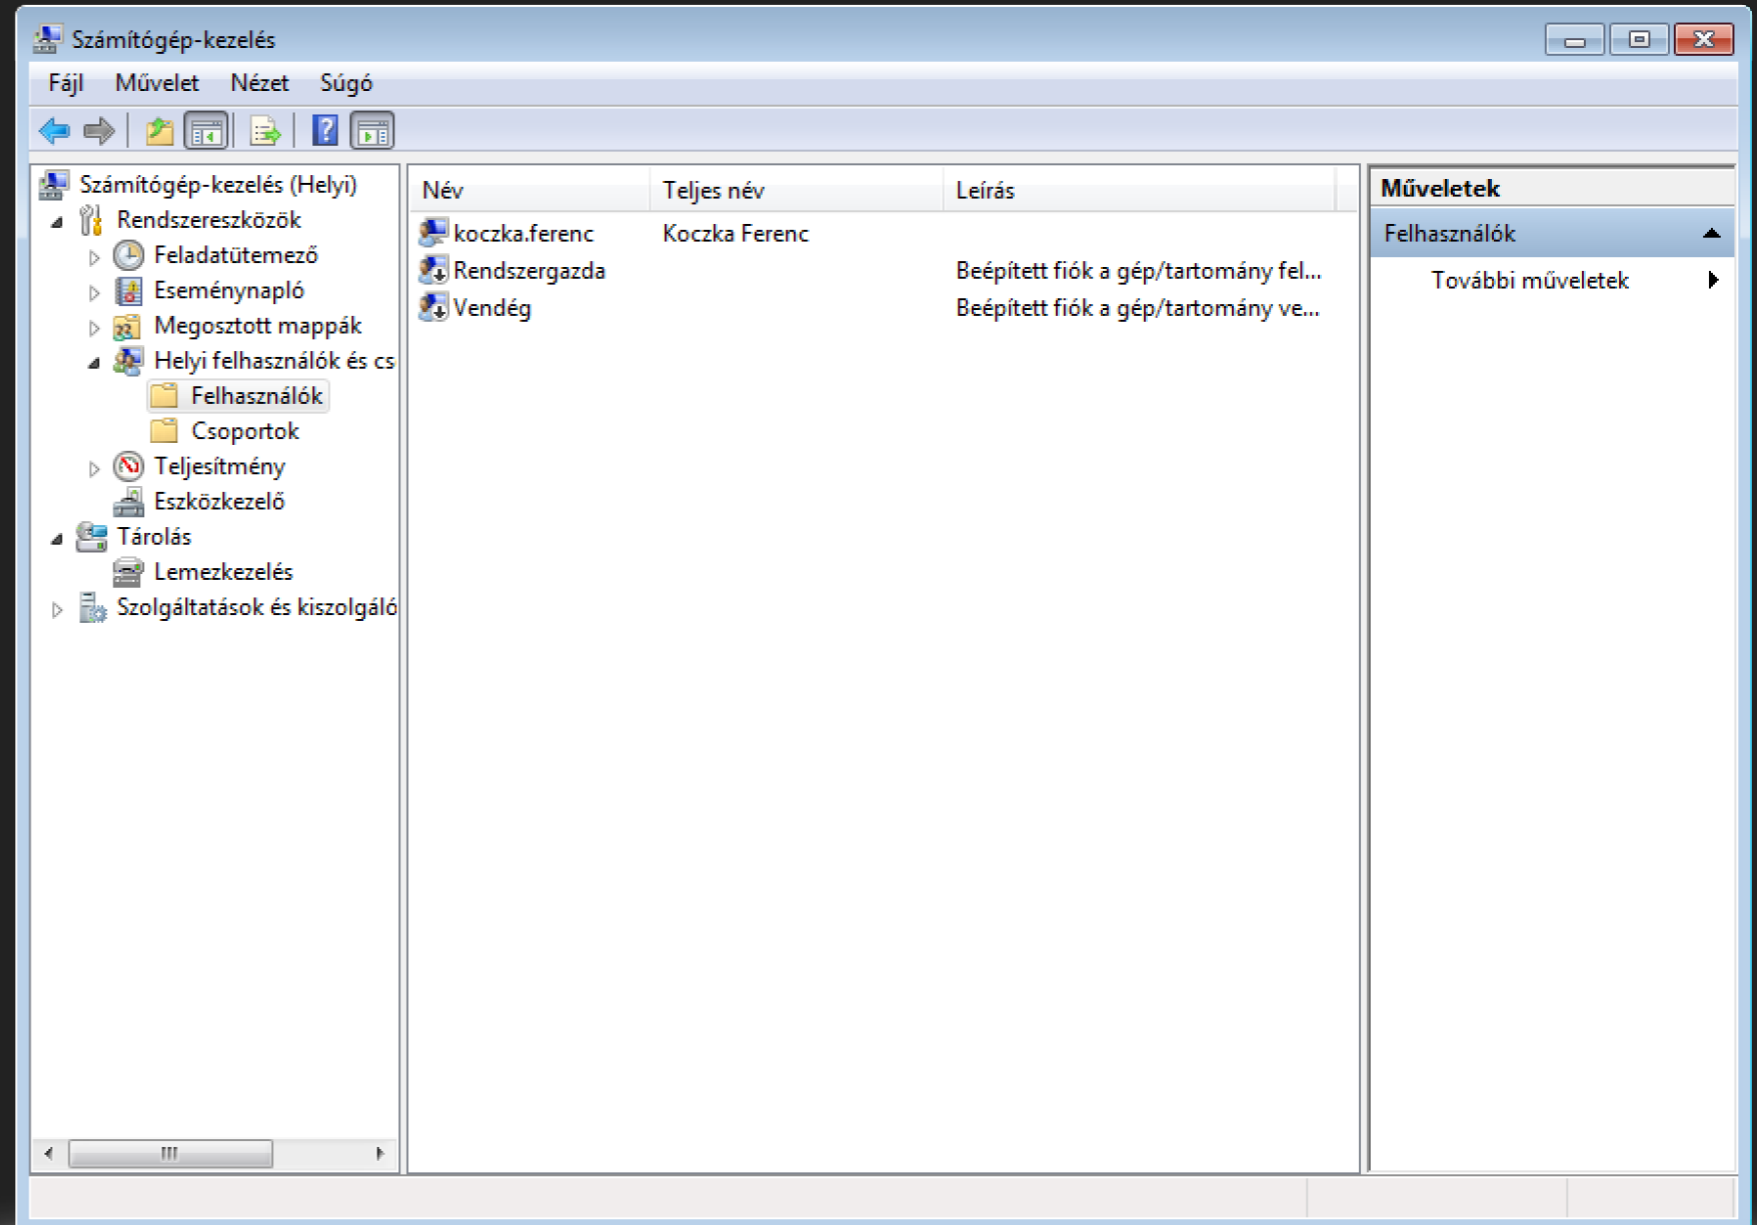 Számítógép-kezelés
Fájl Művelet Nézet Súgó
Számítógép-kezelés (Helyi)
Rendszereszközök
Feladatütemező
Eseménynapló
Megosztott mappák
Helyi felhasználók és cs
Felhasználók
Csoportok
Teljesítmény
Eszközkezelő
Tárolás
Lemezkezelés
Szolgáltatások és kiszolgáló
Név Teljes név Leírás
koczka.ferenc Koczka Ferenc
Rendszergazda Beépített fiók a gép/tartomány fel...
Vendég Beépített fiók a gép/tartomány ve...
Műveletek
Felhasználók
További műveletek